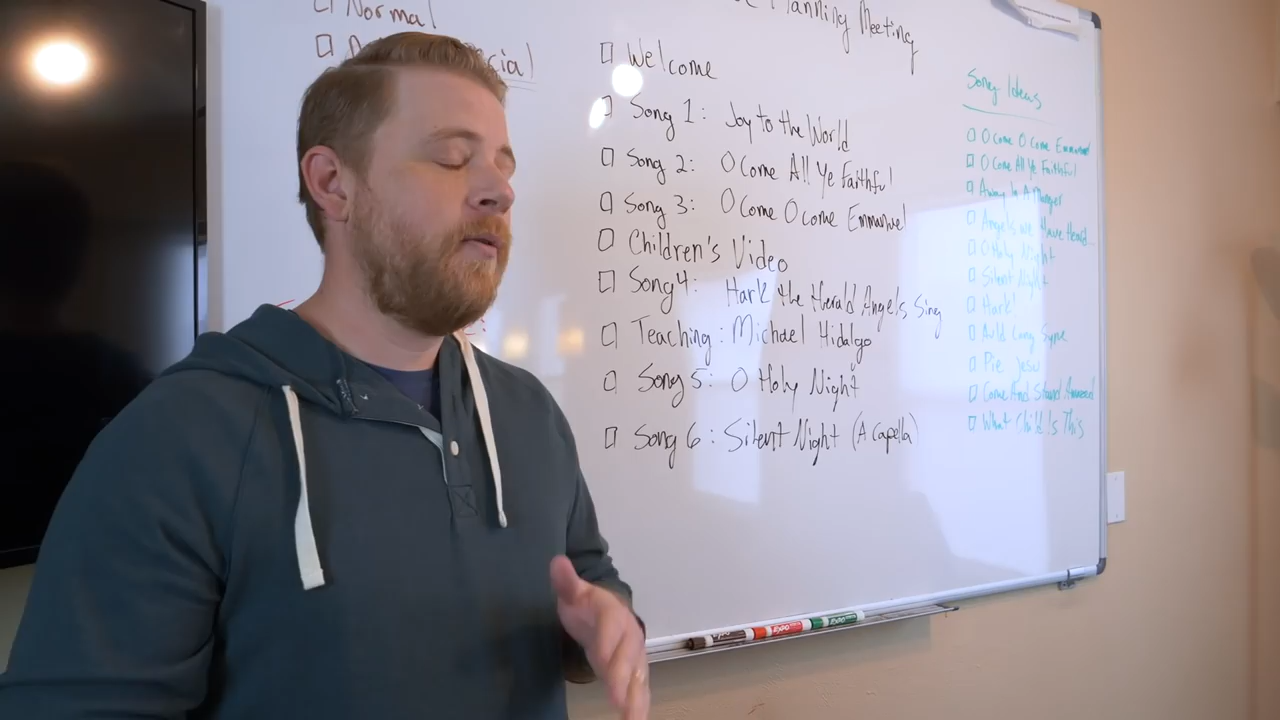 Normal
cial
Planning Meeting
Welcome
Song 1: Joy to the World
Song 2: O Come All Ye Faithful
Song 3: O Come O come Emmanuel
Children's Video
Song 4: Hark the Herald Angels Sing
Teaching: Michael Hidalgo
Song 5: O Holy Night
Song 6: Silent Night (A Capella)
Song Ideas
O Come O Come Emmanuel
O Come All Ye Faithful
Away In A Manger
Angels we Have Heard...
O Holy Night
Silent Night
Hark!
Auld Lang Syne
Pie Jesu
Come And Stand Amazed
What Child Is This
EXPO
EXPO